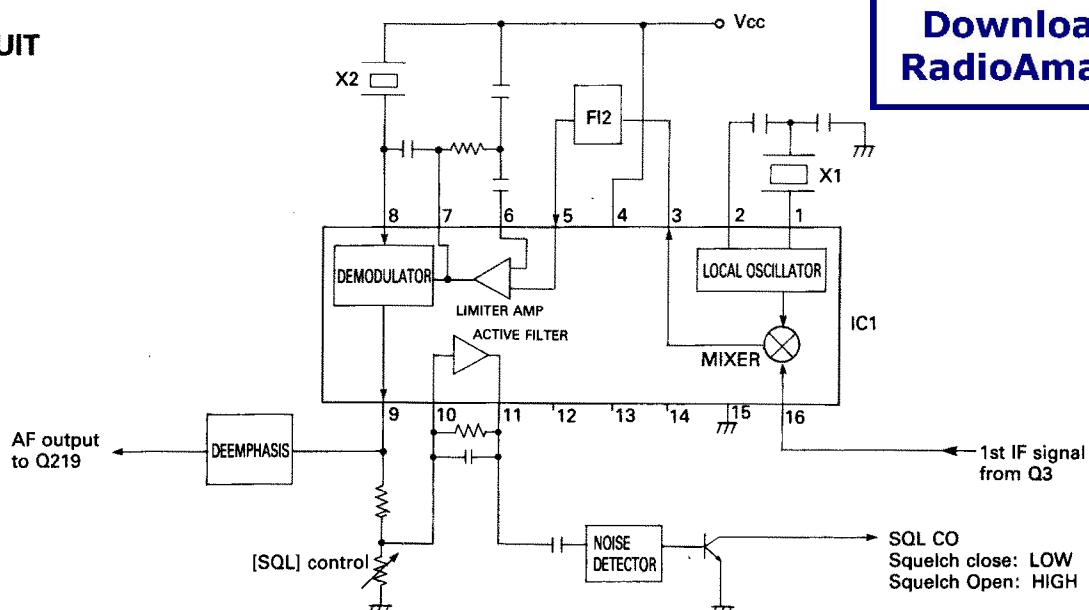 UIT
Downloa
RadioAma
Vcc
X2
FI2
X1
8 7 6 5 4 3 2 1
DEMODULATOR
LIMITER AMP
LOCAL OSCILLATOR
ACTIVE FILTER
MIXER
IC1
9 10 11 12 13 14 15 16
AF output
to Q219
DEEMPHASIS
1st IF signal
from Q3
[SQL] control
NOISE
DETECTOR
SQL CO
Squelch close: LOW
Squelch Open: HIGH